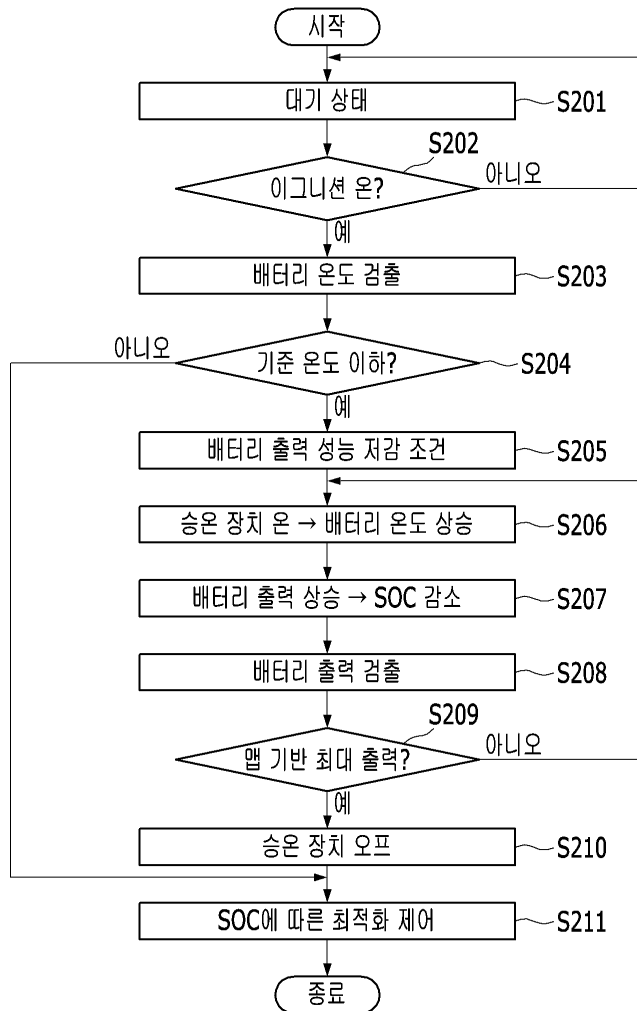 시작
대기 상태
S201
S202
이그니션 온?
아니오
예
배터리 온도 검출
S203
아니오
기준 온도 이하?
S204
예
배터리 출력 성능 저감 조건
S205
승온 장치 온 → 배터리 온도 상승
S206
배터리 출력 상승 → SOC 감소
S207
배터리 출력 검출
S208
S209
맵 기반 최대 출력?
아니오
예
승온 장치 오프
S210
SOC에 따른 최적화 제어
S211
종료